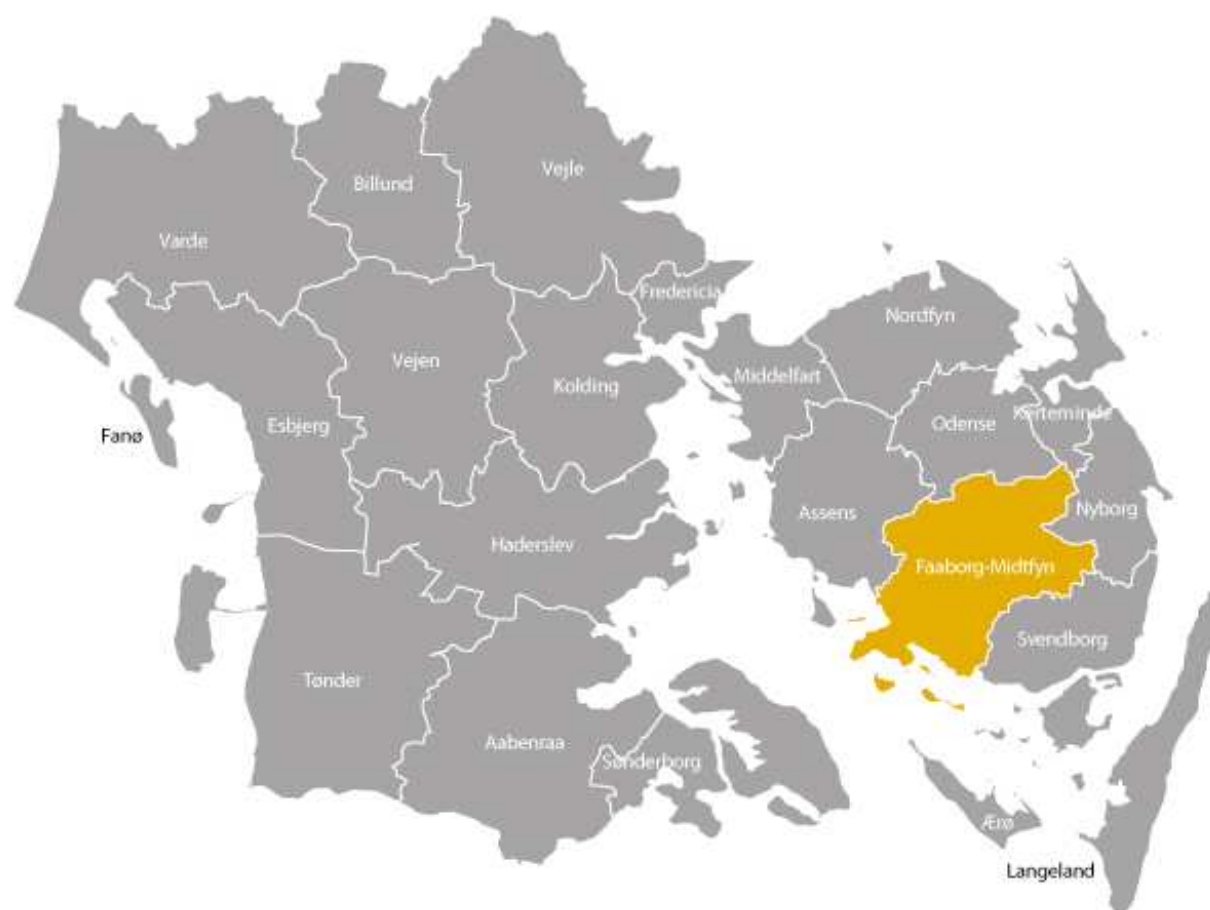 Vejle
Billund
Varde
Fredericia
Nordfyn
Vejen
Middelfart
Kolding
Kerteminde
Odense
Esbjerg
Fanø
Nyborg
Assens
Haderslev
Faaborg-Midtfyn
Svendborg
Tønder
Aabenraa
Sønderborg
Ærø
Langeland